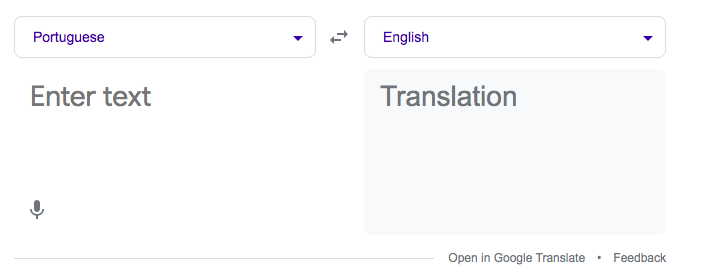 Portuguese English
Enter text Translation
Open in Google Translate • Feedback